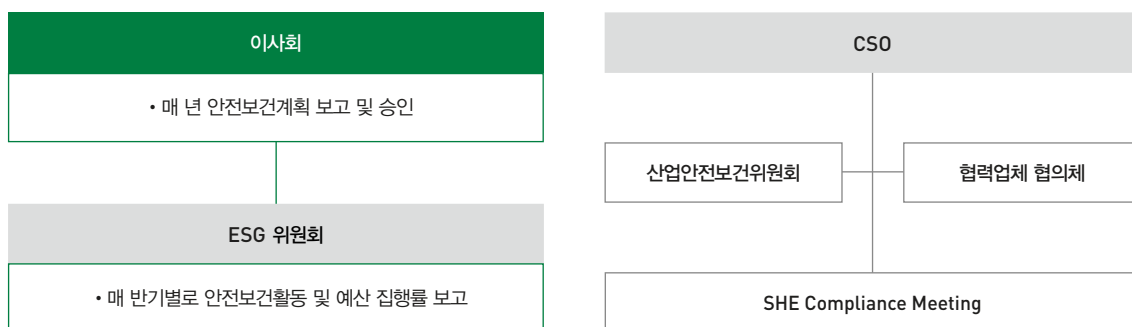 이사회
• 매 년 안전보건계획 보고 및 승인
ESG 위원회
• 매 반기별로 안전보건활동 및 예산 집행률 보고
CSO
산업안전보건위원회
협력업체 협의체
SHE Compliance Meeting